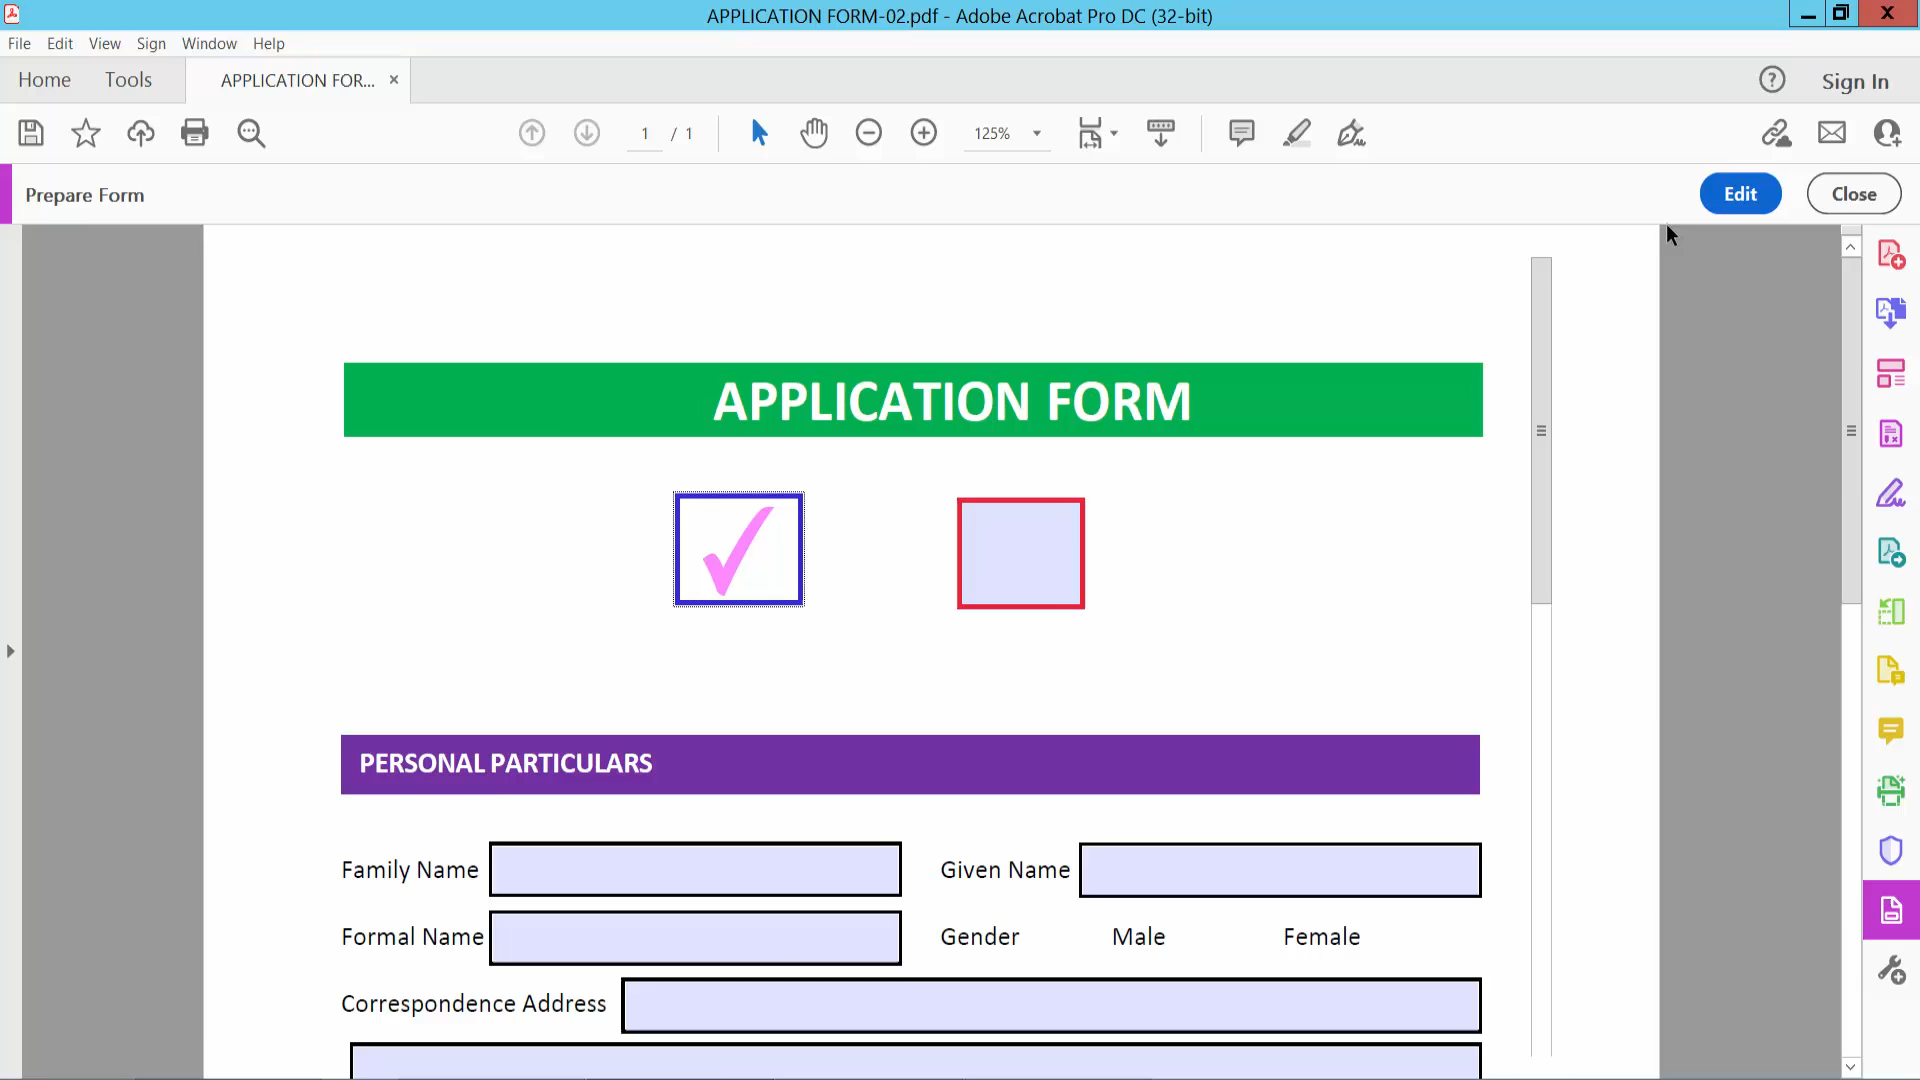 APPLICATION FORM-02.pdf - Adobe Acrobat Pro DC (32-bit)
File Edit View Sign Window Help
Home Tools APPLICATION FOR... × Sign In
1 / 1 125%
Prepare Form Edit Close
APPLICATION FORM
PERSONAL PARTICULARS
Family Name Given Name
Formal Name Gender Male Female
Correspondence Address